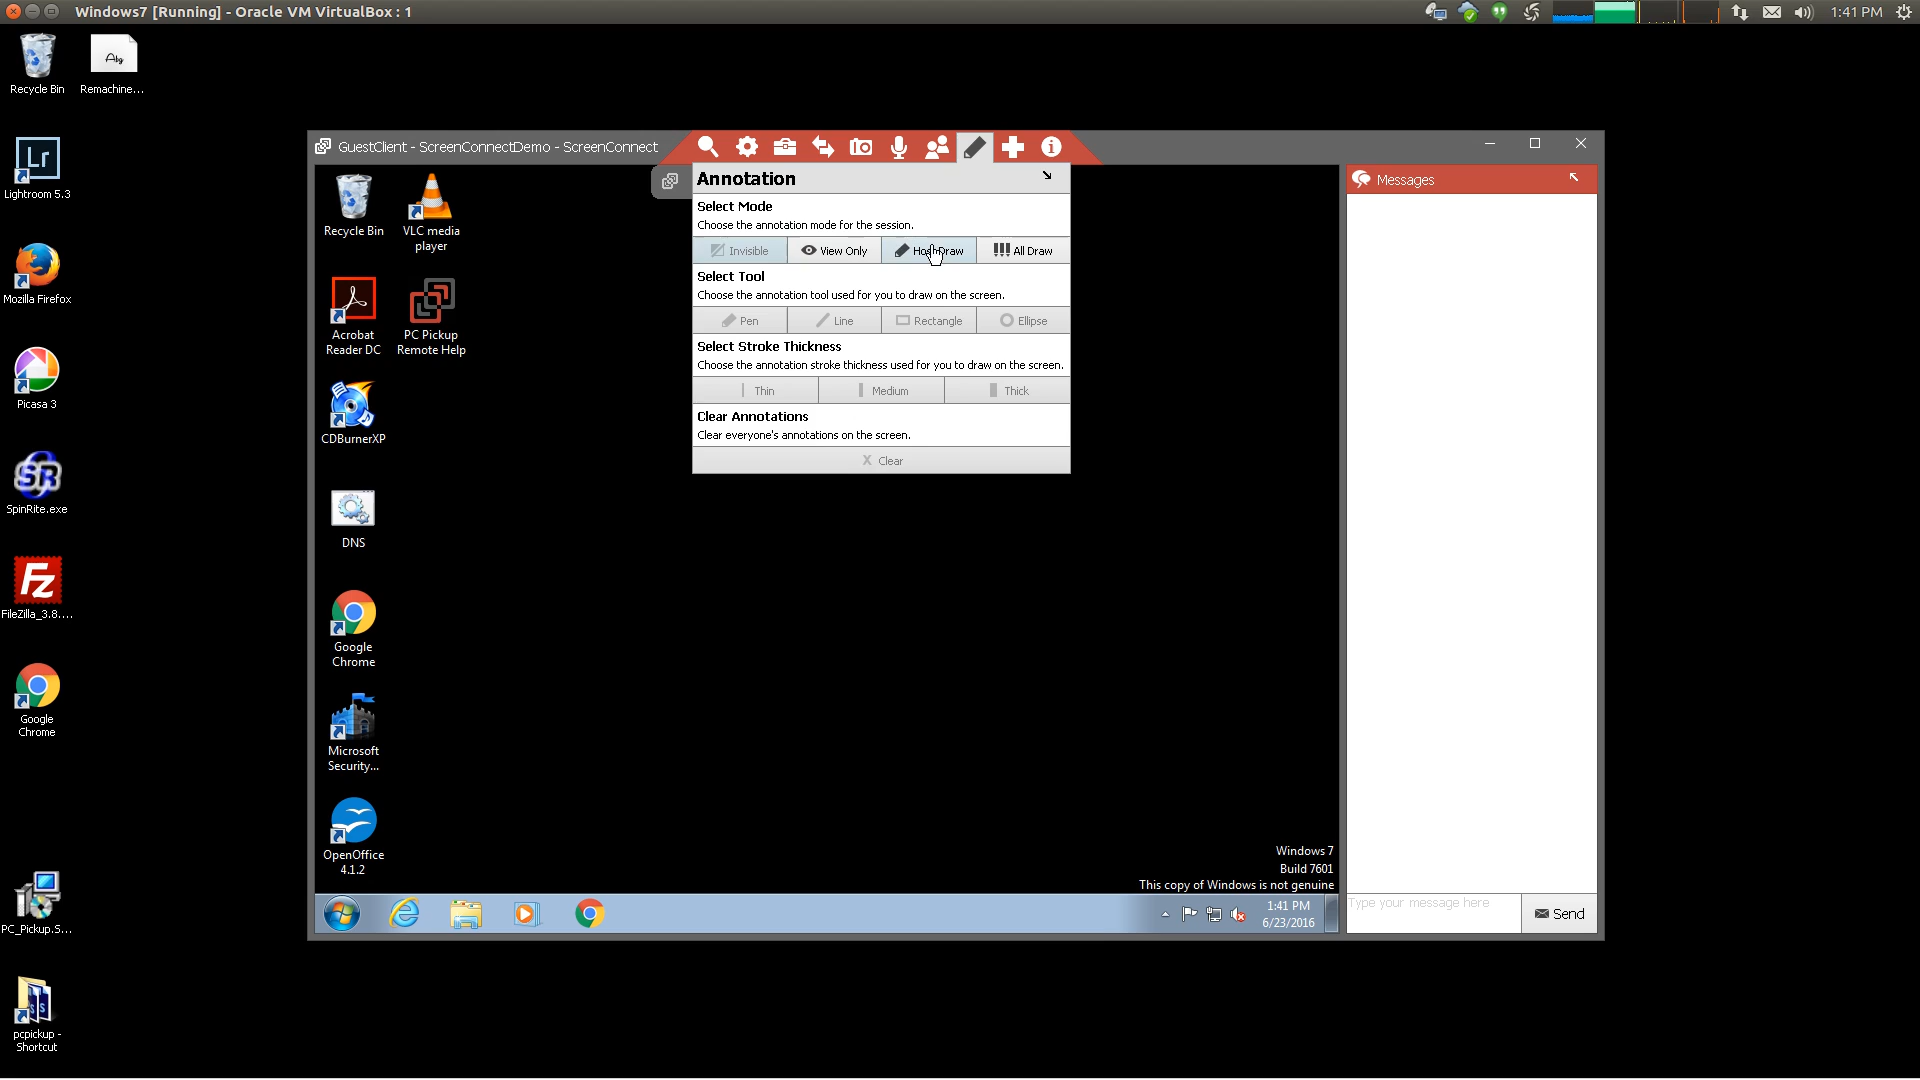 Windows7 [Running] - Oracle VM VirtualBox : 1
1:41 PM
Recycle Bin
Remachine...
Lightroom 5.3
Mozilla Firefox
Picasa 3
SpinRite.exe
FileZilla_3.8....
Google
Chrome
PC_Pickup.S...
pcpickup -
Shortcut
GuestClient - ScreenConnectDemo - ScreenConnect
Recycle Bin
VLC media
player
Acrobat
Reader DC
PC Pickup
Remote Help
CDBurnerXP
DNS
Google
Chrome
Microsoft
Security...
OpenOffice
4.1.2
Annotation
Select Mode
Choose the annotation mode for the session.
Invisible
View Only
Host Draw
All Draw
Select Tool
Choose the annotation tool used for you to draw on the screen.
Pen
Line
Rectangle
Ellipse
Select Stroke Thickness
Choose the annotation stroke thickness used for you to draw on the screen.
Thin
Medium
Thick
Clear Annotations
Clear everyone's annotations on the screen.
X Clear
Messages
Windows 7
Build 7601
This copy of Windows is not genuine
1:41 PM
6/23/2016
Type your message here
Send